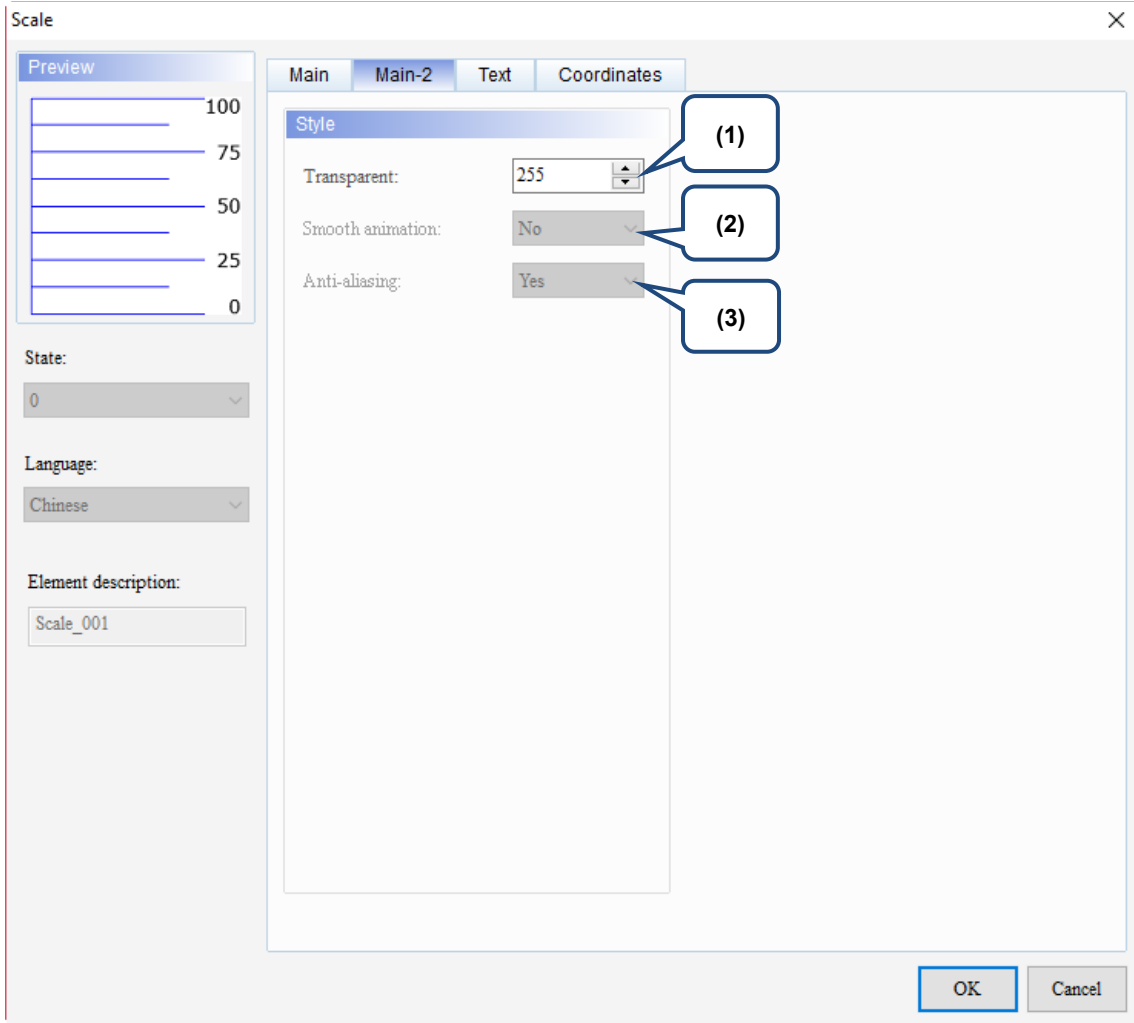 Scale
Preview
100
75
50
25
0
State:
0
Language:
Chinese
Element description:
Scale_001
Main Main-2 Text Coordinates
Style
Transparent: 255
Smooth animation: No
Anti-aliasing: Yes
(1)
(2)
(3)
OK Cancel